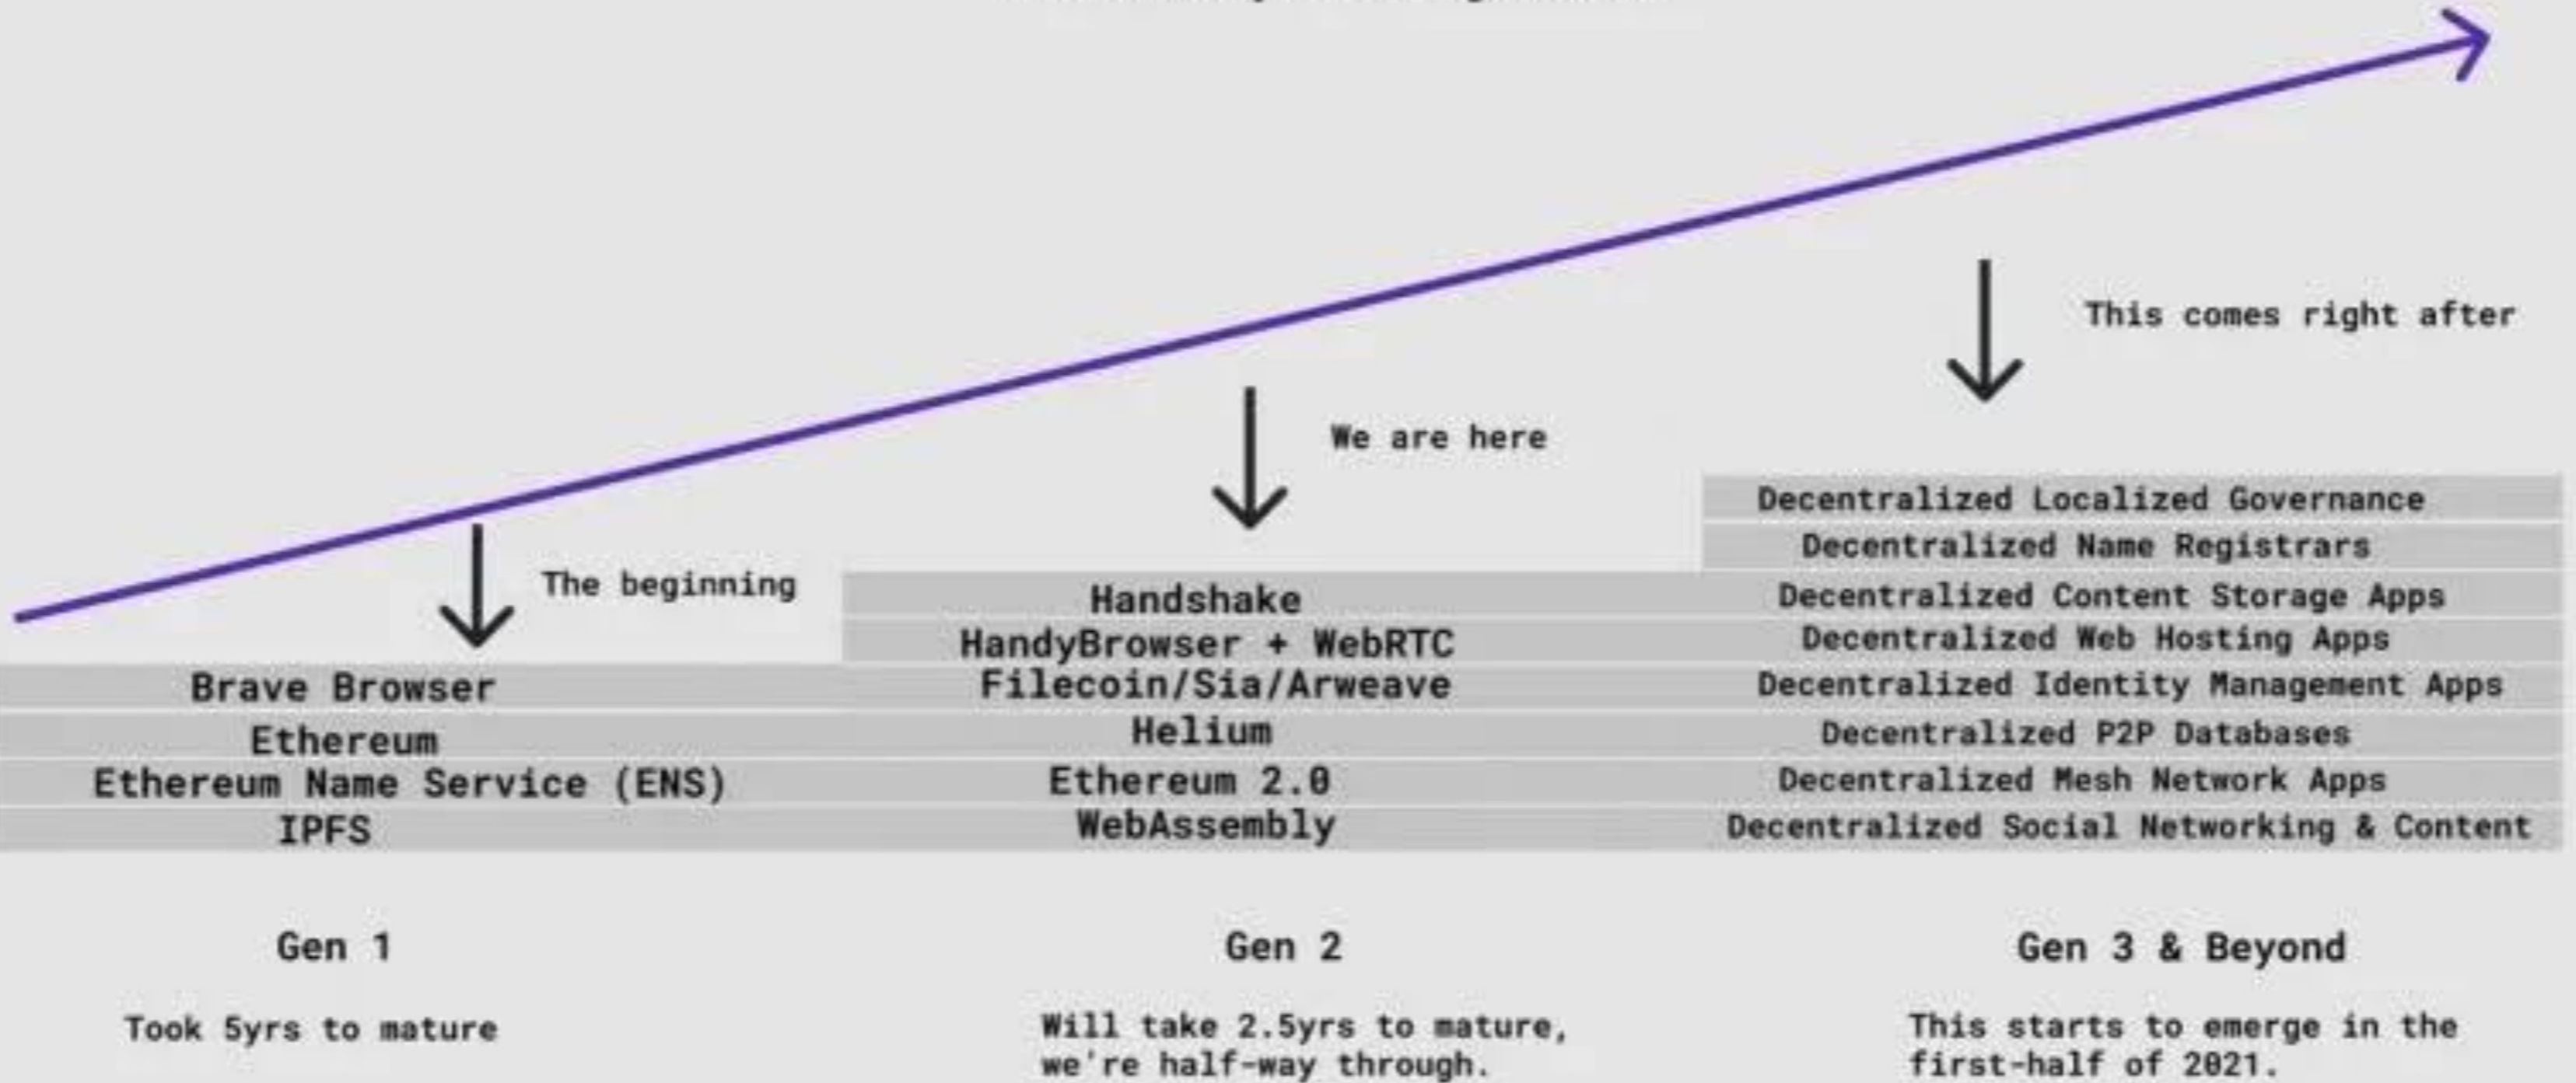 This comes right after
We are here
The beginning
Decentralized Localized Governance
Decentralized Name Registrars
Decentralized Content Storage Apps
Decentralized Web Hosting Apps
Decentralized Identity Management Apps
Decentralized P2P Databases
Decentralized Mesh Network Apps
Decentralized Social Networking & Content
Handshake
HandyBrowser + WebRTC
Filecoin/Sia/Arweave
Helium
Ethereum 2.0
WebAssembly
Brave Browser
Ethereum
Ethereum Name Service (ENS)
IPFS
Gen 1
Took 5yrs to mature
Gen 2
Will take 2.5yrs to mature,
we're half-way through.
Gen 3 & Beyond
This starts to emerge in the
first-half of 2021.